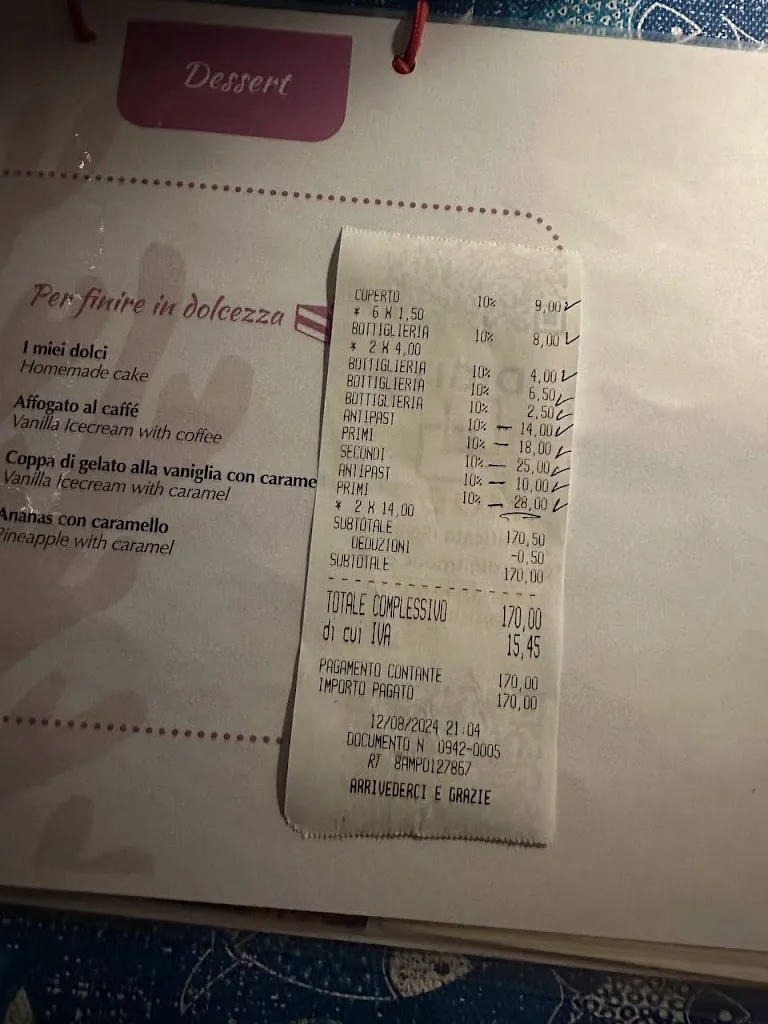 Dessert
Per finire in dolcezza
I miei dolci
Homemade cake
Affogato al caffé
Vanilla Icecream with coffee
Coppa di gelato alla vaniglia con carame
Vanilla Icecream with caramel
Ananas con caramello
Pineapple with caramel
CUPERTO 10% 9,00
* 6 X 1,50
BOTTIGLIERIA 10% 8,00
* 2 X 4,00
BOTTIGLIERIA 10% 4,00
BOTTIGLIERIA 10% 6,50
BOTTIGLIERIA 10% 2,50
ANTIPAST 10% 14,00
PRIMI 10% 18,00
SECONDI 10% 25,00
ANTIPAST 10% 10,00
PRIMI 10% 28,00
* 2 X 14,00
SUBTOTALE 170,50
DEDUZIONI -0,50
SUBTOTALE 170,00
TOTALE COMPLESSIVO 170,00
di cui IVA 15,45
PAGAMENTO CONTANTE 170,00
IMPORTO PAGATO 170,00
12/08/2024 21:04
DOCUMENTO N 0942-0005
RT 8AMPD127867
ARRIVEDERCI E GRAZIE